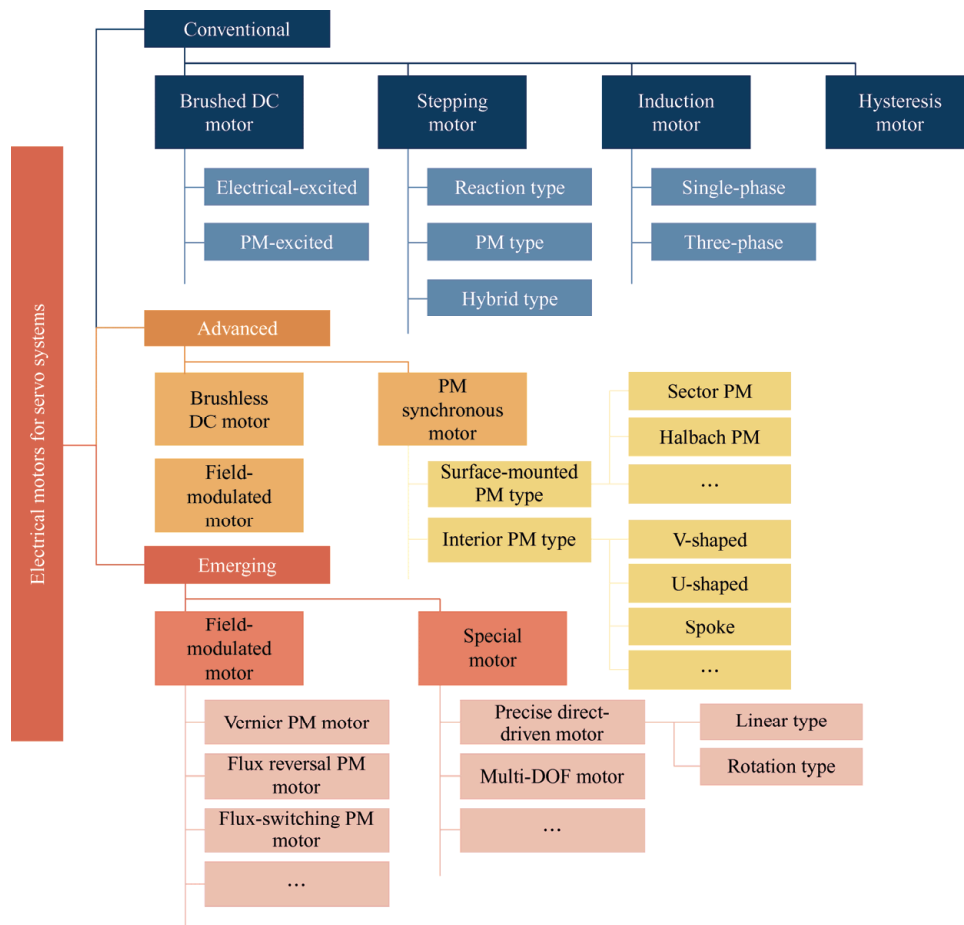 Electrical motors for servo systems
Conventional
Brushed DC
motor
Stepping
motor
Induction
motor
Hysteresis
motor
Electrical-excited
PM-excited
Reaction type
PM type
Hybrid type
Single-phase
Three-phase
Advanced
Brushless
DC motor
Field-
modulated
motor
PM
synchronous
motor
Surface-mounted
PM type
Sector PM
Halbach PM
…
Interior PM type
V-shaped
U-shaped
Spoke
…
Emerging
Field-
modulated
motor
Vernier PM motor
Flux reversal PM
motor
Flux-switching PM
motor
…
Special
motor
Precise direct-
driven motor
Linear type
Rotation type
Multi-DOF motor
…